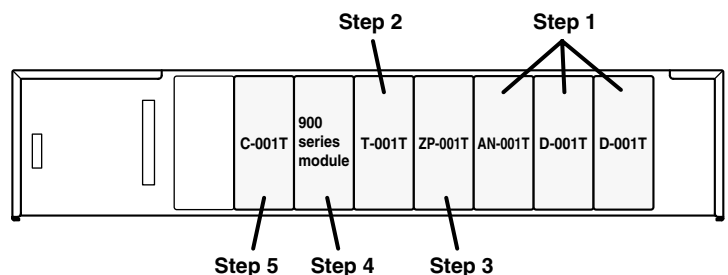 Step 2 Step 1
C-001T 900 series module T-001T ZP-001T AN-001T D-001T D-001T
Step 5 Step 4 Step 3